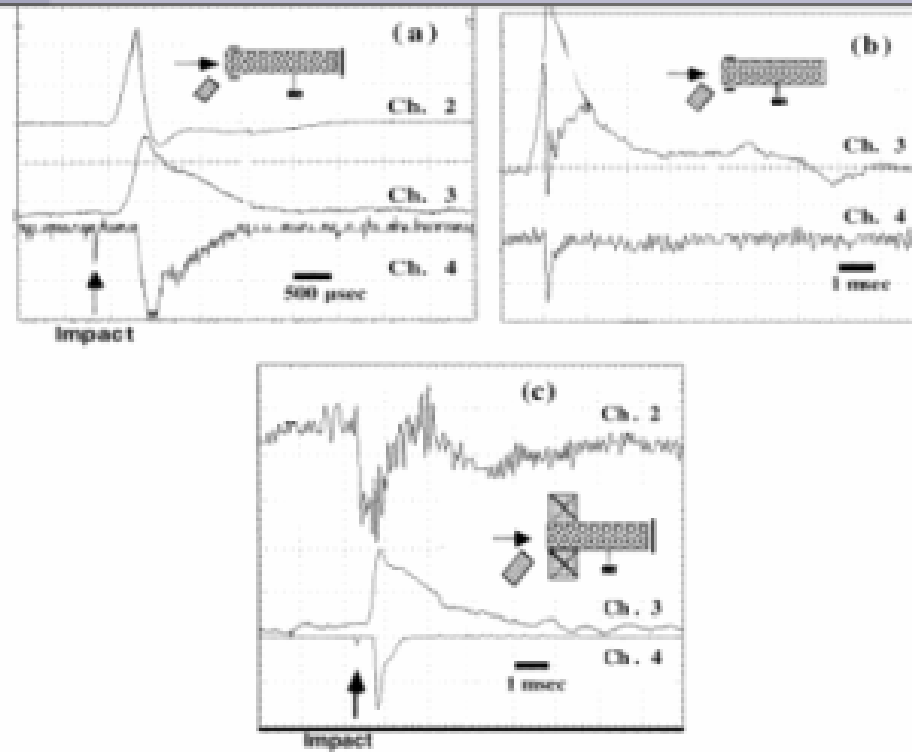 (a)
Ch. 2
Ch. 3
Ch. 4
500 µsec
Impact
(b)
Ch. 3
Ch. 4
1 msec
(c)
Ch. 2
Ch. 3
Ch. 4
1 msec
Impact